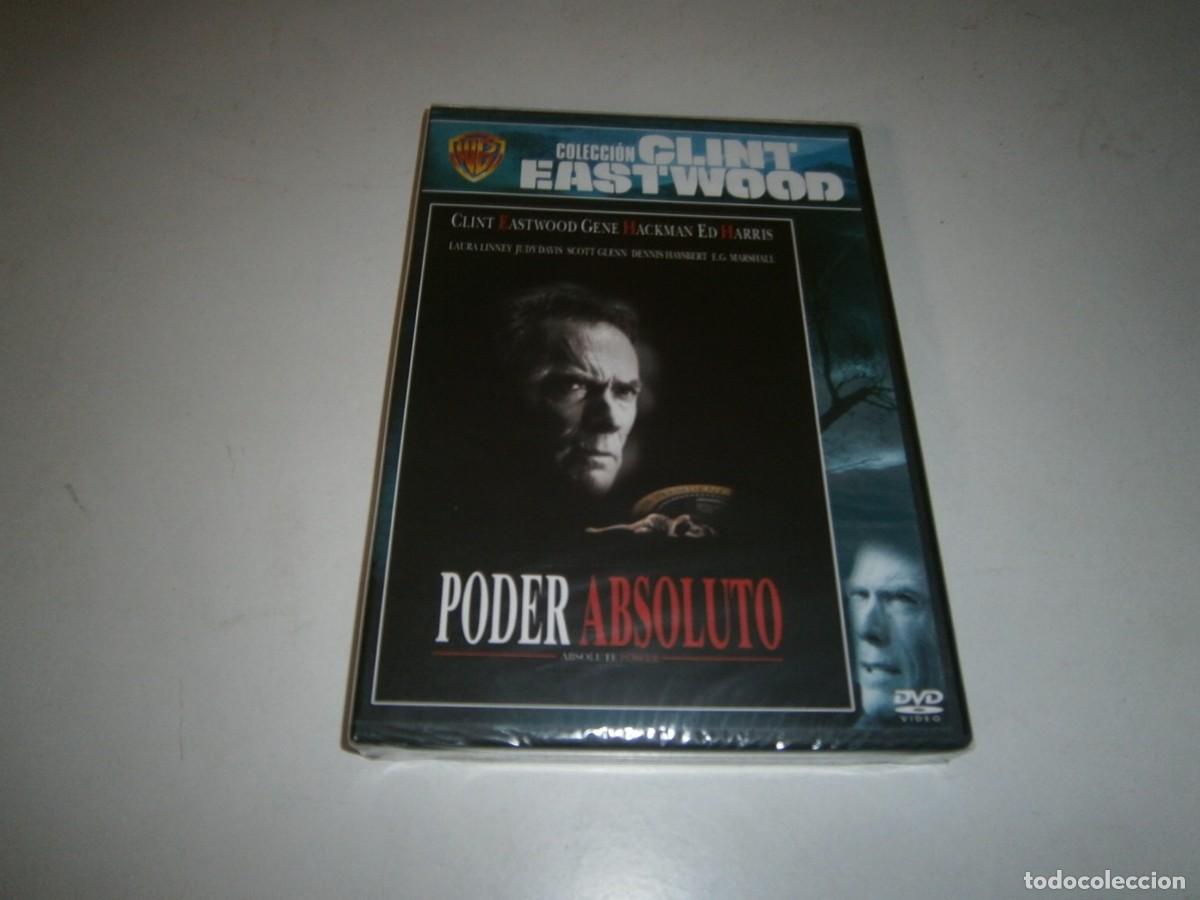 WB
COLECCIÓN CLINT
EASTWOOD
CLINT EASTWOOD GENE HACKMAN ED HARRIS
LAURA LINNEY JUDY DAVIS SCOTT GLENN DENNIS HAYSBERT E.G. MARSHALL
PODER ABSOLUTO
ABSOLUTE POWER
DVD
VIDEO
todocoleccion